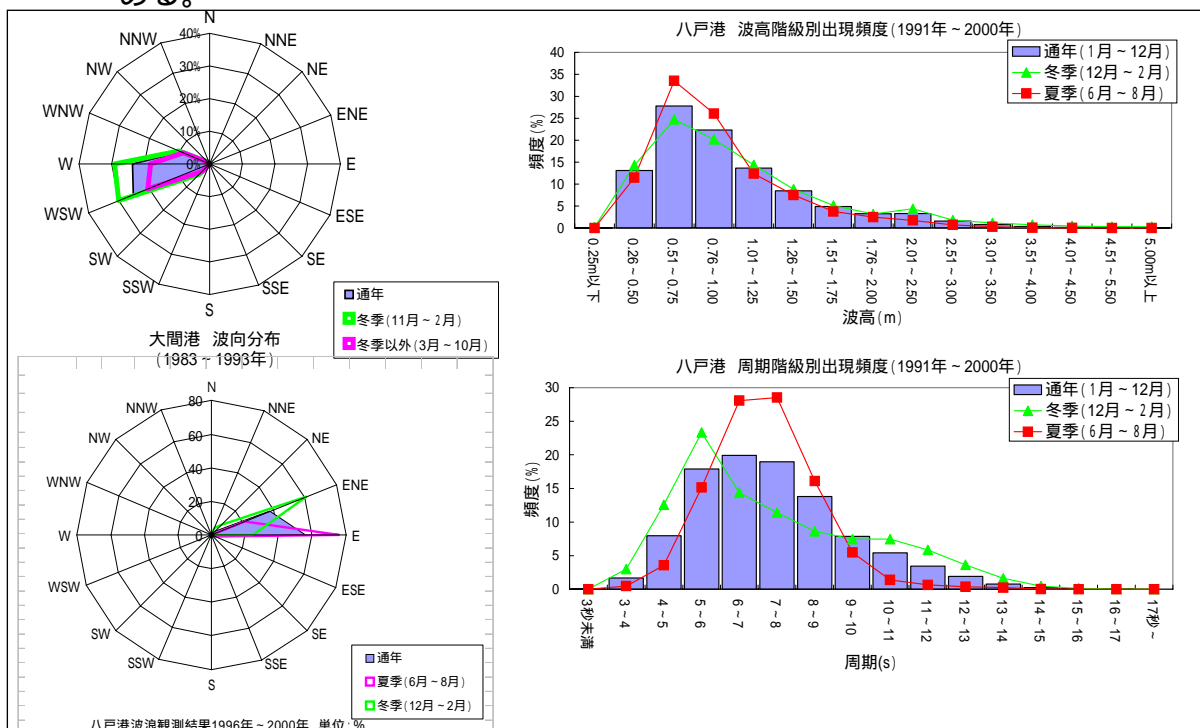 ある。
N
NNE
NE
ENE
E
ESE
SE
SSE
S
SSW
SW
WSW
W
WNW
NW
NNW
40%
30%
20%
10%
0%
通年
冬季(11月～2月)
冬季以外(3月～10月)
大間港 波向分布
(1983～1993年)
N
NNE
NE
ENE
E
ESE
SE
SSE
S
SSW
SW
WSW
W
WNW
NW
NNW
80
60
40
20
0
通年
夏季(6月～8月)
冬季(12月～2月)
八戸港波浪観測結果1996年～2000年 単位:%
八戸港 波高階級別出現頻度(1991年～2000年)
通年(1月～12月)
冬季(12月～2月)
夏季(6月～8月)
頻度(%)
40
35
30
25
20
15
10
5
0
0.25m以下
0.26～0.50
0.51～0.75
0.76～1.00
1.01～1.25
1.26～1.50
1.51～1.75
1.76～2.00
2.01～2.50
2.51～3.00
3.01～3.50
3.51～4.00
4.01～4.50
4.51～5.50
5.00m以上
波高(m)
八戸港 周期階級別出現頻度(1991年～2000年)
通年(1月～12月)
冬季(12月～2月)
夏季(6月～8月)
頻度(%)
30
25
20
15
10
5
0
3秒未満
3～4
4～5
5～6
6～7
7～8
8～9
9～10
10～11
11～12
12～13
13～14
14～15
15～16
16～17
17秒～
周期(s)